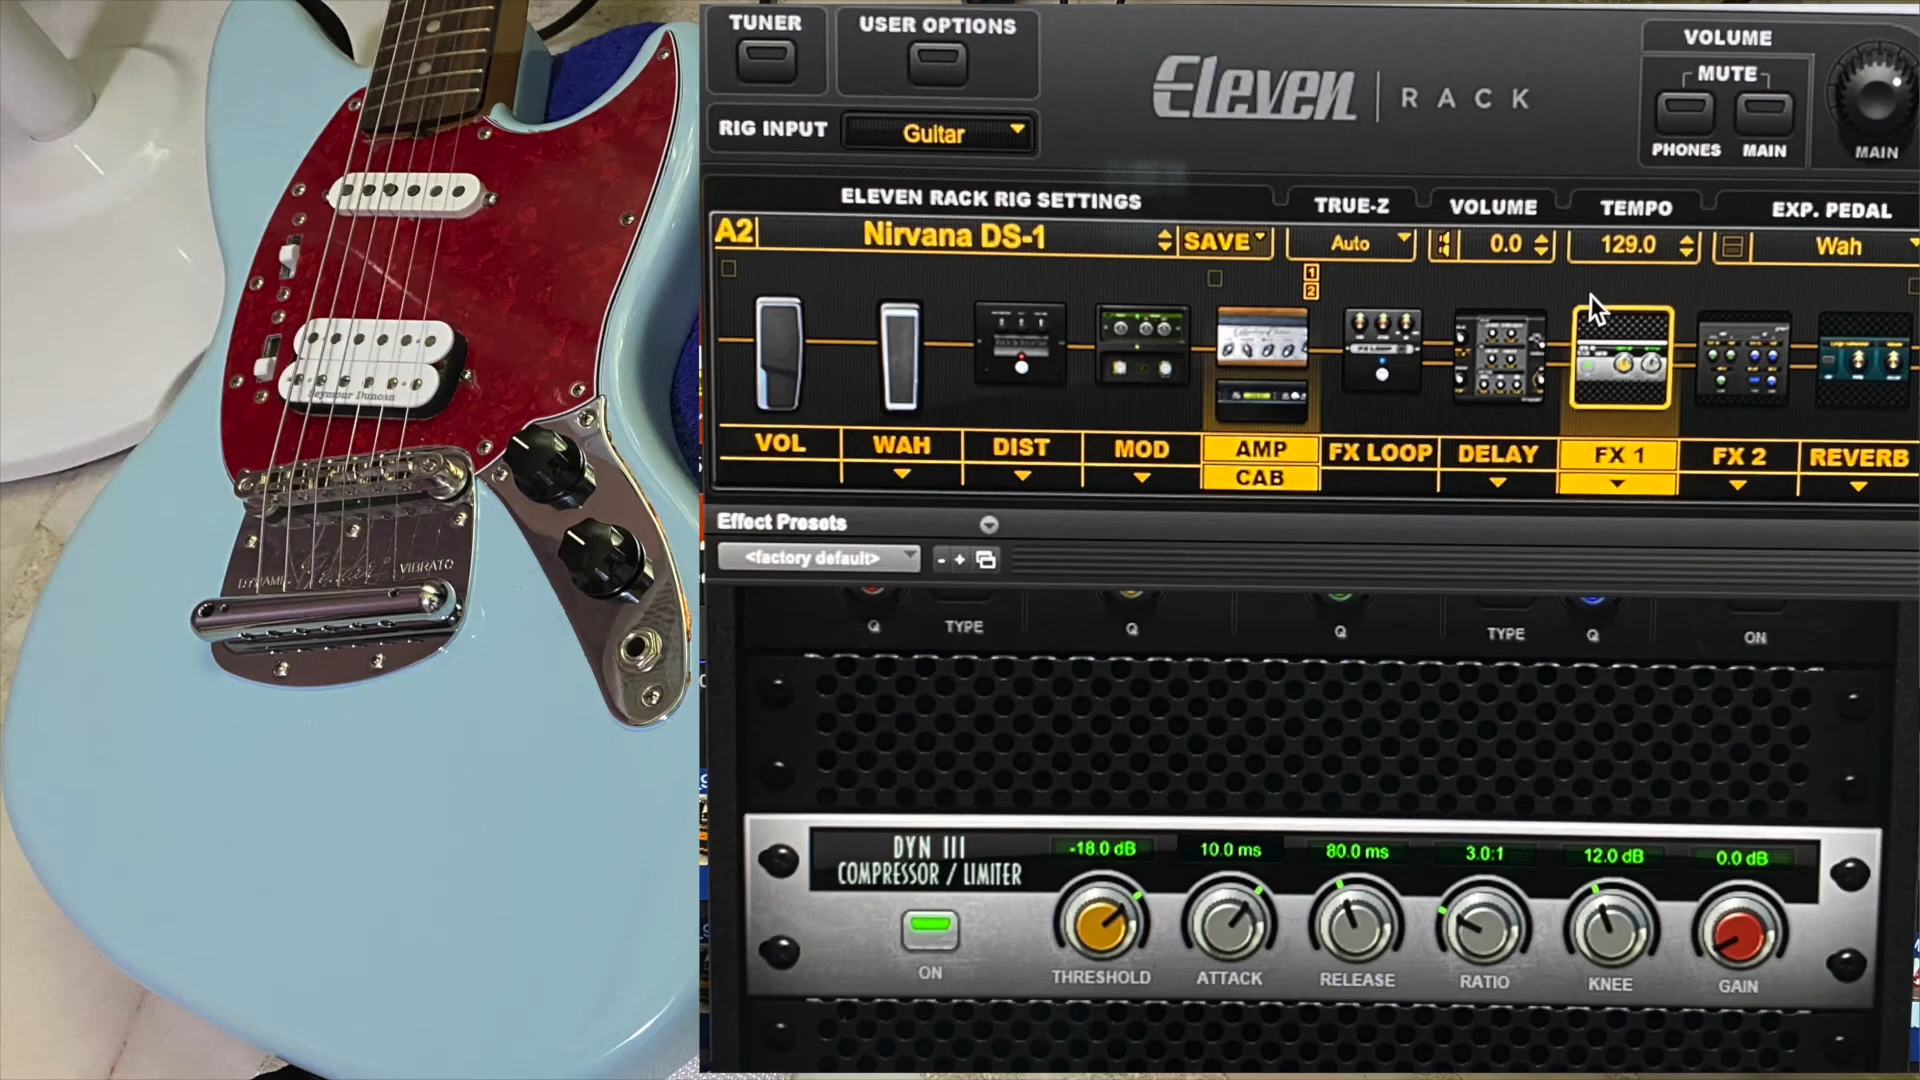 TUNER
USER OPTIONS
RIG INPUT
Guitar
Eleven | RACK
VOLUME
MUTE
PHONES
MAIN
MAIN
ELEVEN RACK RIG SETTINGS
TRUE-Z
VOLUME
TEMPO
EXP. PEDAL
A2
Nirvana DS-1
SAVE
Auto
0.0
129.0
Wah
1
2
FX LOOP
VOL
WAH
DIST
MOD
AMP
CAB
FX LOOP
DELAY
FX 1
FX 2
REVERB
Effect Presets
<factory default>
- +
Q
TYPE
Q
Q
TYPE
Q
ON
DYN III
COMPRESSOR / LIMITER
-18.0 dB
10.0 ms
80.0 ms
3.0:1
12.0 dB
0.0 dB
ON
THRESHOLD
ATTACK
RELEASE
RATIO
KNEE
GAIN
Seymour Duncan
DYNAMIC Fender VIBRATO